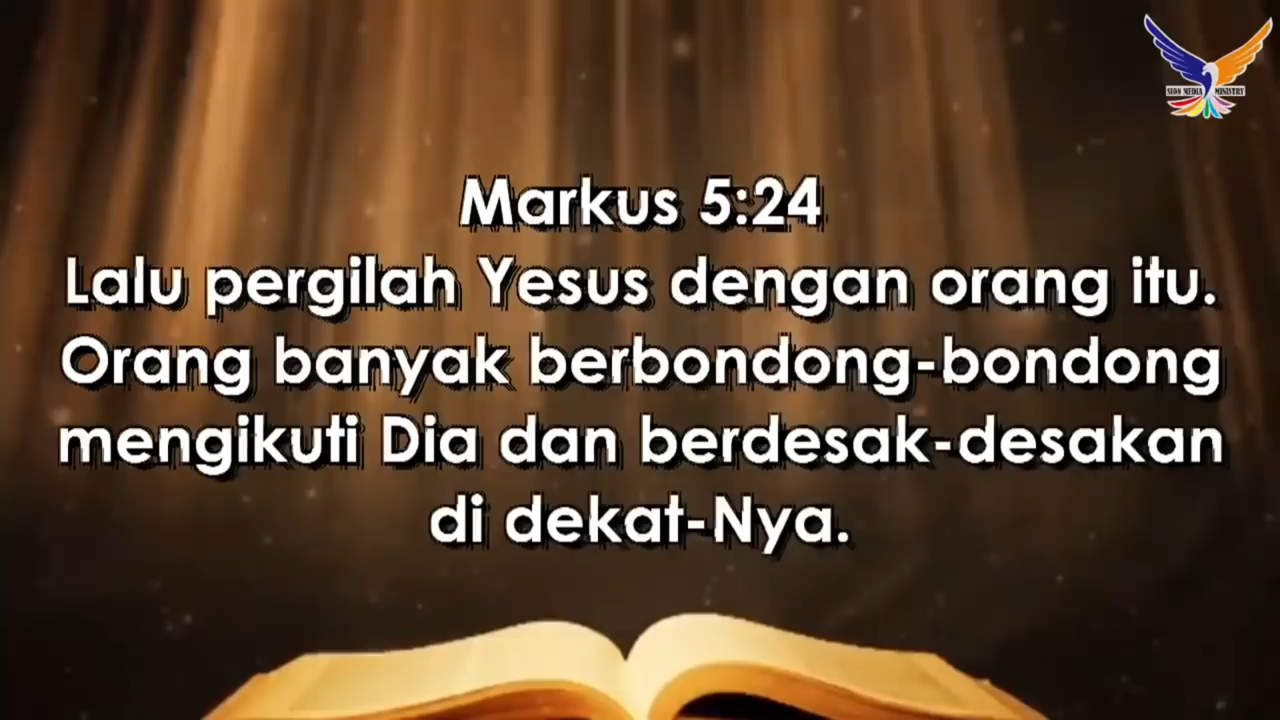 SION MEDIA MINISTRY
Markus 5:24
Lalu pergilah Yesus dengan orang itu.
Orang banyak berbondong-bondong
mengikuti Dia dan berdesak-desakan
di dekat-Nya.